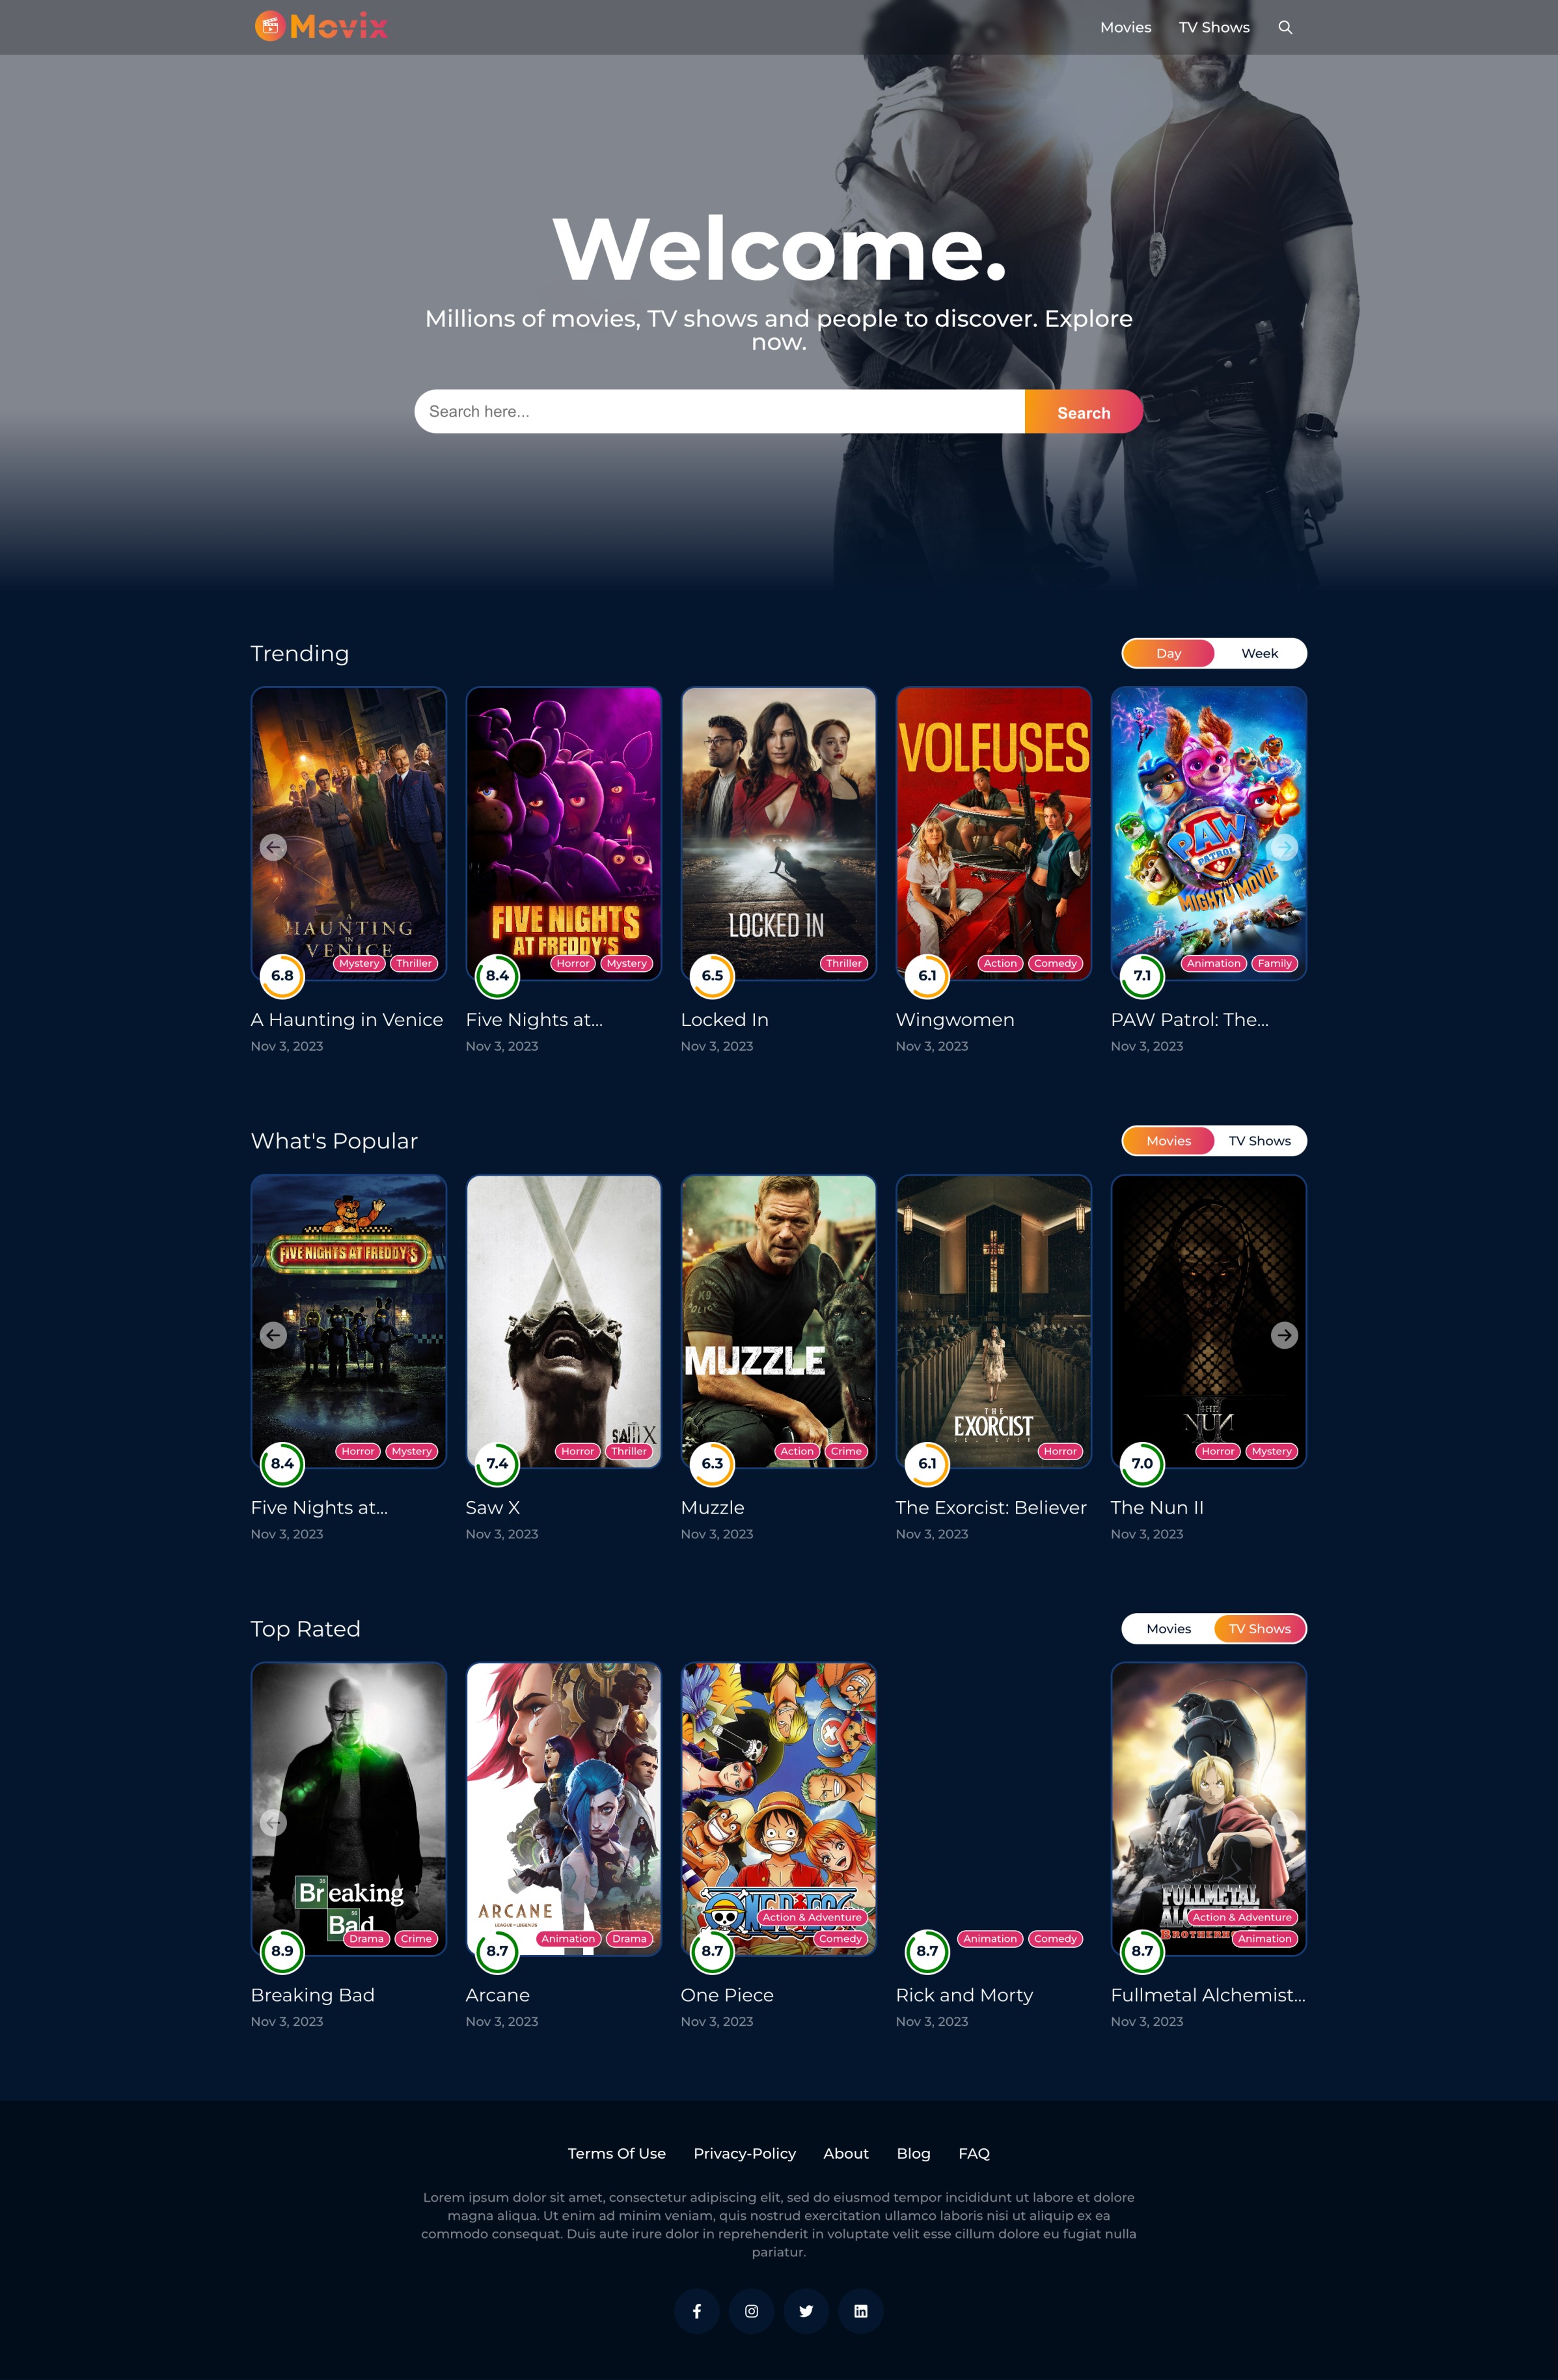 Movix
Movies TV Shows
Welcome.
Millions of movies, TV shows and people to discover. Explore
now.
Search here... Search
Trending
Day Week
A
HAUNTING
IN
VENICE
Mystery Thriller
6.8
A Haunting in Venice
Nov 3, 2023
FIVE NIGHTS
AT FREDDY'S
Horror Mystery
8.4
Five Nights at...
Nov 3, 2023
LOCKED IN
Thriller
6.5
Locked In
Nov 3, 2023
VOLEUSES
Action Comedy
6.1
Wingwomen
Nov 3, 2023
PAW
PATROL
THE
MIGHTY MOVIE
Animation Family
7.1
PAW Patrol: The...
Nov 3, 2023
What's Popular
Movies TV Shows
FIVE NIGHTS AT FREDDY'S
Horror Mystery
8.4
Five Nights at...
Nov 3, 2023
SAW X
Horror Thriller
7.4
Saw X
Nov 3, 2023
K9
MUZZLE
Action Crime
6.3
Muzzle
Nov 3, 2023
THE
EXORCIST
Horror
6.1
The Exorcist: Believer
Nov 3, 2023
THE
NUN
II
Horror Mystery
7.0
The Nun II
Nov 3, 2023
Top Rated
Movies TV Shows
35
Breaking
56
Bad
Drama Crime
8.9
Breaking Bad
Nov 3, 2023
ARCANE
LEAGUE OF LEGENDS
Animation Drama
8.7
Arcane
Nov 3, 2023
ONE PIECE
Action & Adventure
Comedy
8.7
One Piece
Nov 3, 2023
Animation Comedy
8.7
Rick and Morty
Nov 3, 2023
FULLMETAL
Action & Adventure
Animation
8.7
Fullmetal Alchemist...
Nov 3, 2023
Terms Of Use Privacy-Policy About Blog FAQ
Lorem ipsum dolor sit amet, consectetur adipiscing elit, sed do eiusmod tempor incididunt ut labore et dolore
magna aliqua. Ut enim ad minim veniam, quis nostrud exercitation ullamco laboris nisi ut aliquip ex ea
commodo consequat. Duis aute irure dolor in reprehenderit in voluptate velit esse cillum dolore eu fugiat nulla
pariatur.